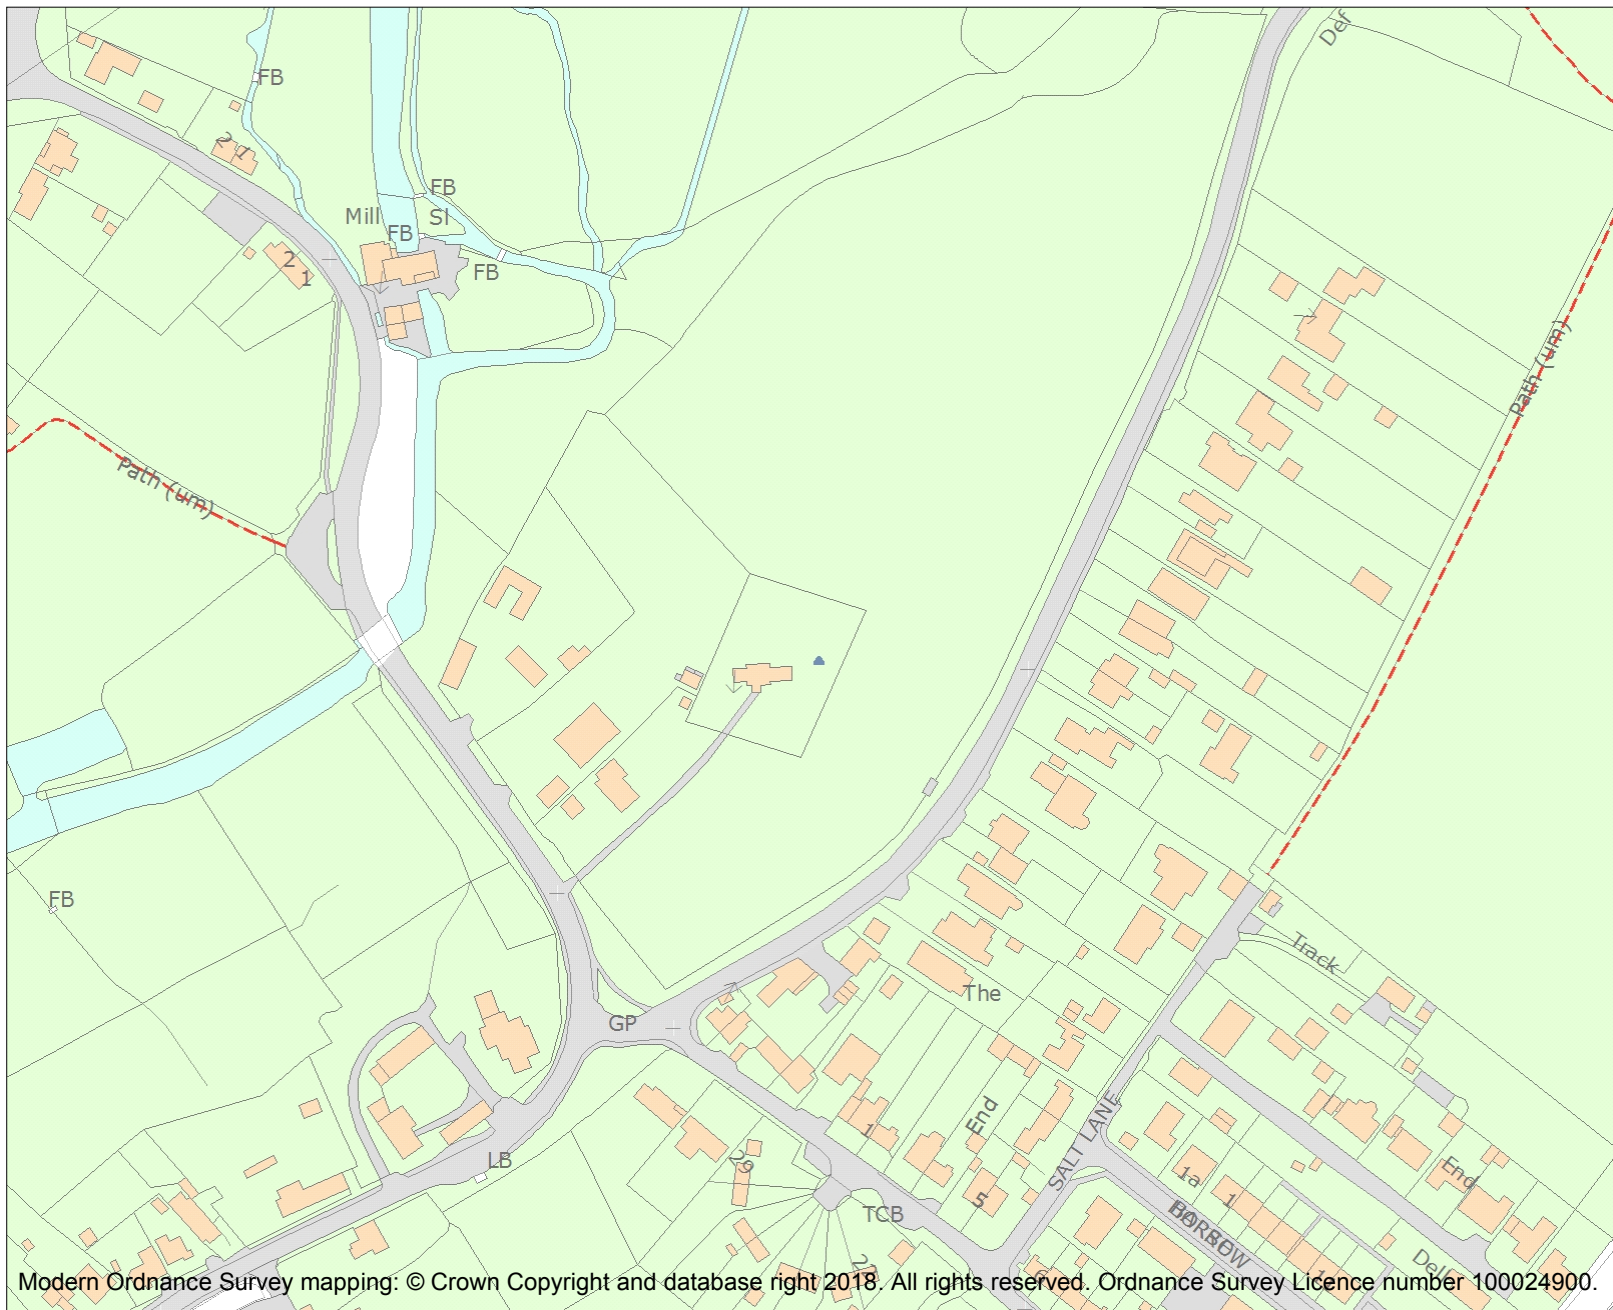 Def
FB
2 1
FB
Mill
SI
FB
FB
2
1
Path (um)
Path (um)
FB
Track
The
GP
End
SALT LANE
1
29
LB
1a
End
5
1
TCB
2
Dell
Modern Ordnance Survey mapping: © Crown Copyright and database right 2018. All rights reserved. Ordnance Survey Licence number 100024900.